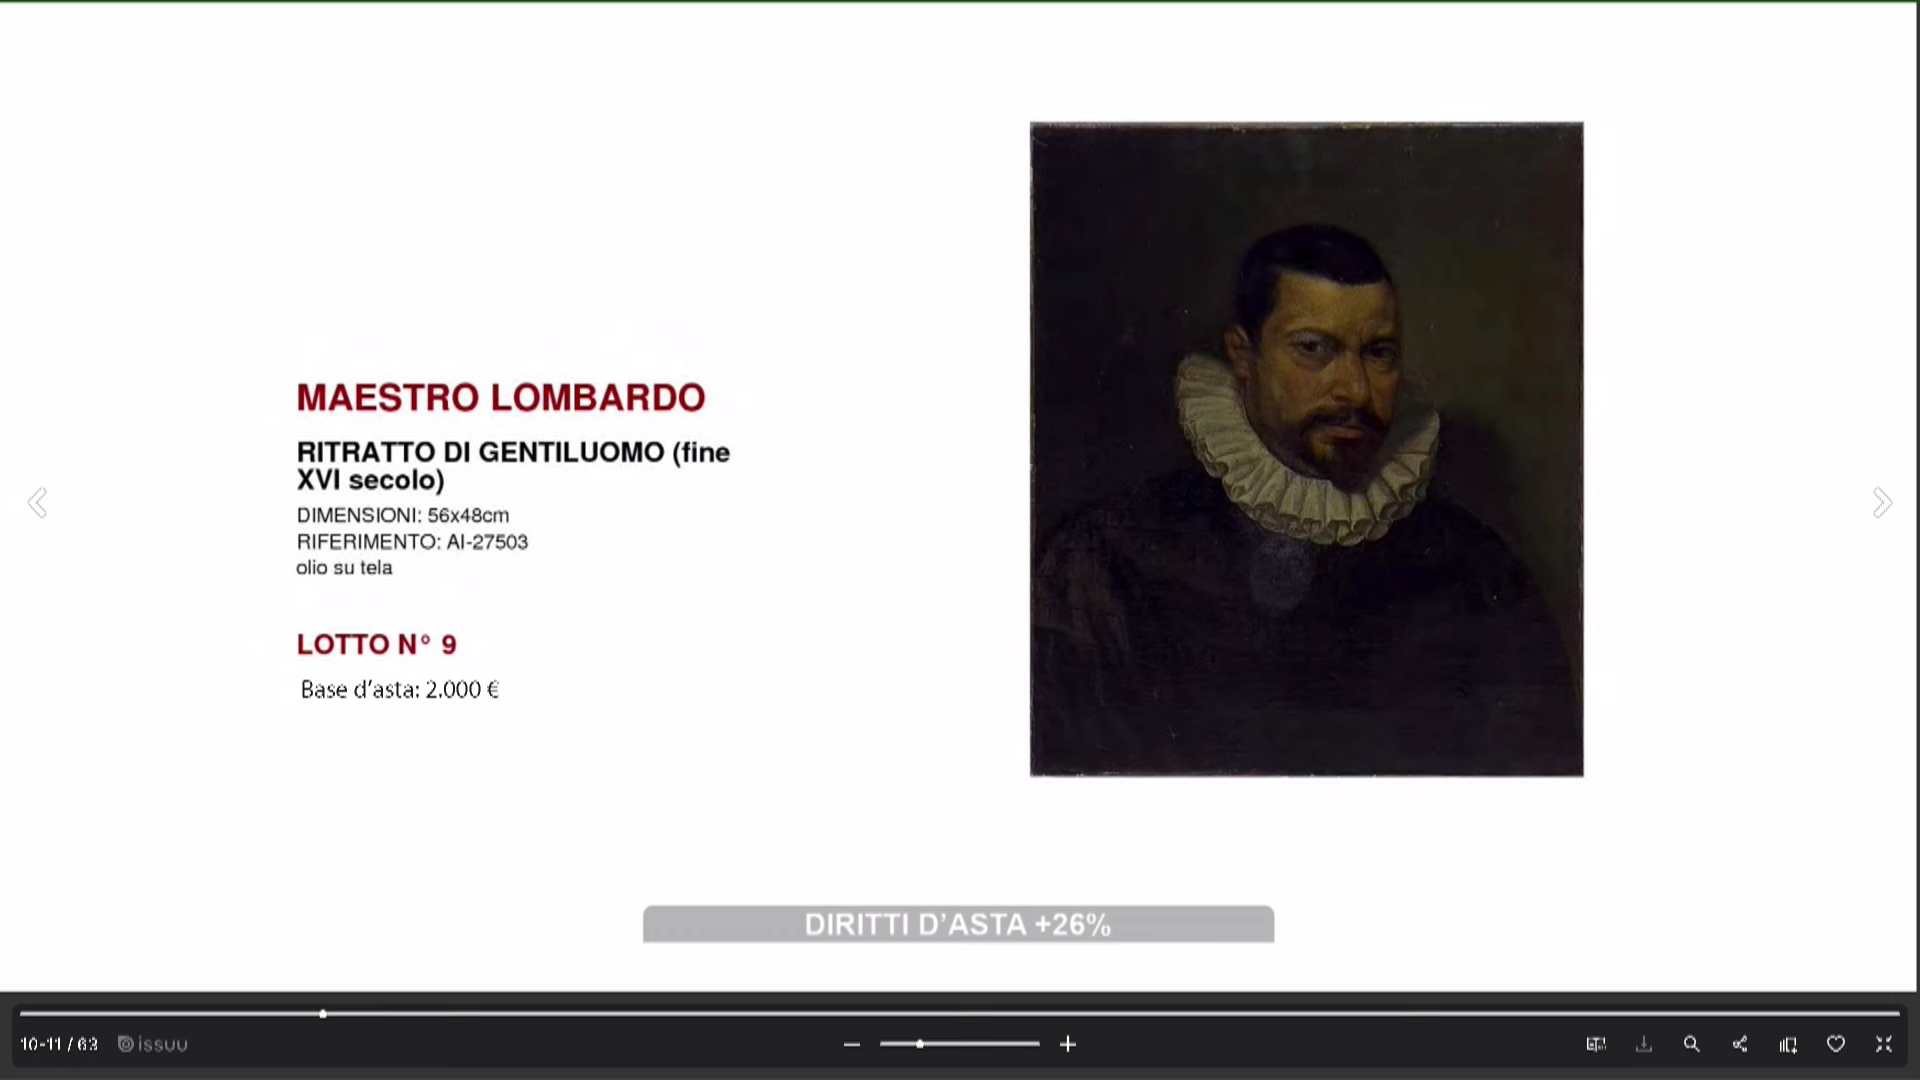 MAESTRO LOMBARDO
RITRATTO DI GENTILUOMO (fine
XVI secolo)
DIMENSIONI: 56x48cm
RIFERIMENTO: AI-27503
olio su tela
LOTTO N° 9
Base d’asta: 2.000 €
DIRITTI D’ASTA +26%
10-11 / 63
issuu